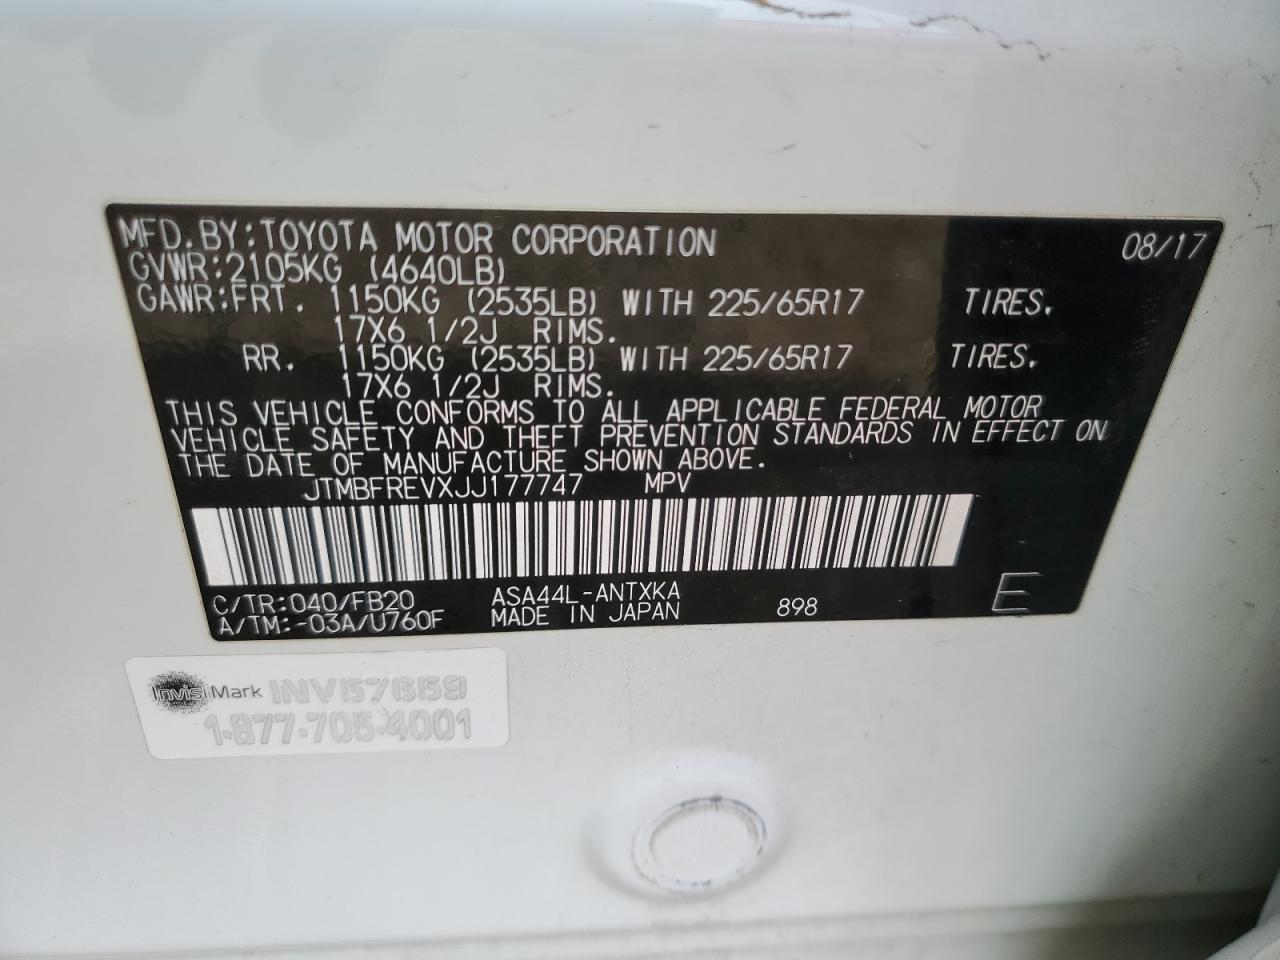 MFD.BY:TOYOTA MOTOR CORPORATION 08/17
GVWR:2105KG (4640LB)
GAWR:FRT. 1150KG (2535LB) WITH 225/65R17 TIRES.
17X6 1/2J RIMS.
RR. 1150KG (2535LB) WITH 225/65R17 TIRES.
17X6 1/2J RIMS.
THIS VEHICLE CONFORMS TO ALL APPLICABLE FEDERAL MOTOR
VEHICLE SAFETY AND THEFT PREVENTION STANDARDS IN EFFECT ON
THE DATE OF MANUFACTURE SHOWN ABOVE.
JTMBFREVXJJ177747 MPV
C/TR:040/FB20 ASA44L-ANTXKA
A/TM:-03A/U760F MADE IN JAPAN 898 E
InvisiMark INV57659
1-877-705-4001